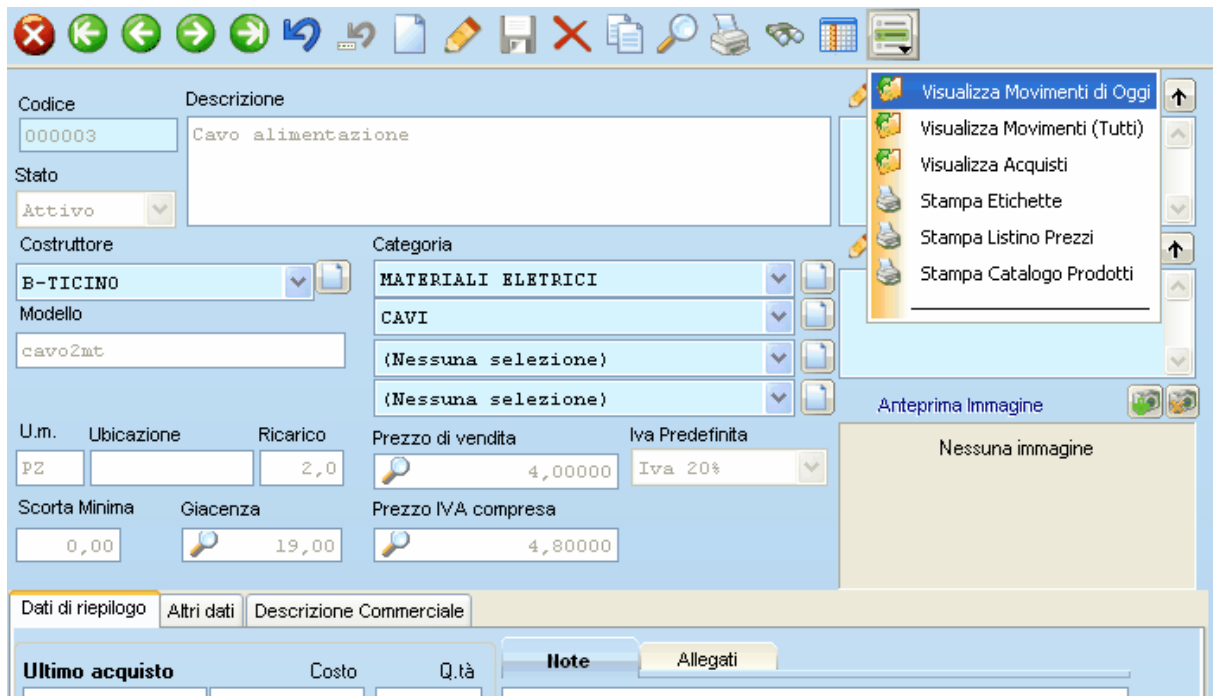 Codice
Descrizione
000003
Cavo alimentazione
Stato
Attivo
Visualizza Movimenti di Oggi
Visualizza Movimenti (Tutti)
Visualizza Acquisti
Stampa Etichette
Stampa Listino Prezzi
Stampa Catalogo Prodotti
Costruttore
Categoria
B-TICINO
MATERIALI ELETRICI
Modello
CAVI
cavo2mt
(Nessuna selezione)
(Nessuna selezione)
Anteprima Immagine
Nessuna immagine
U.m.
Ubicazione
Ricarico
Prezzo di vendita
Iva Predefinita
PZ
2,0
4,00000
Iva 20%
Scorta Minima
Giacenza
Prezzo IVA compresa
0,00
19,00
4,80000
Dati di riepilogo
Altri dati
Descrizione Commerciale
Ultimo acquisto
Costo
Q.tà
Note
Allegati